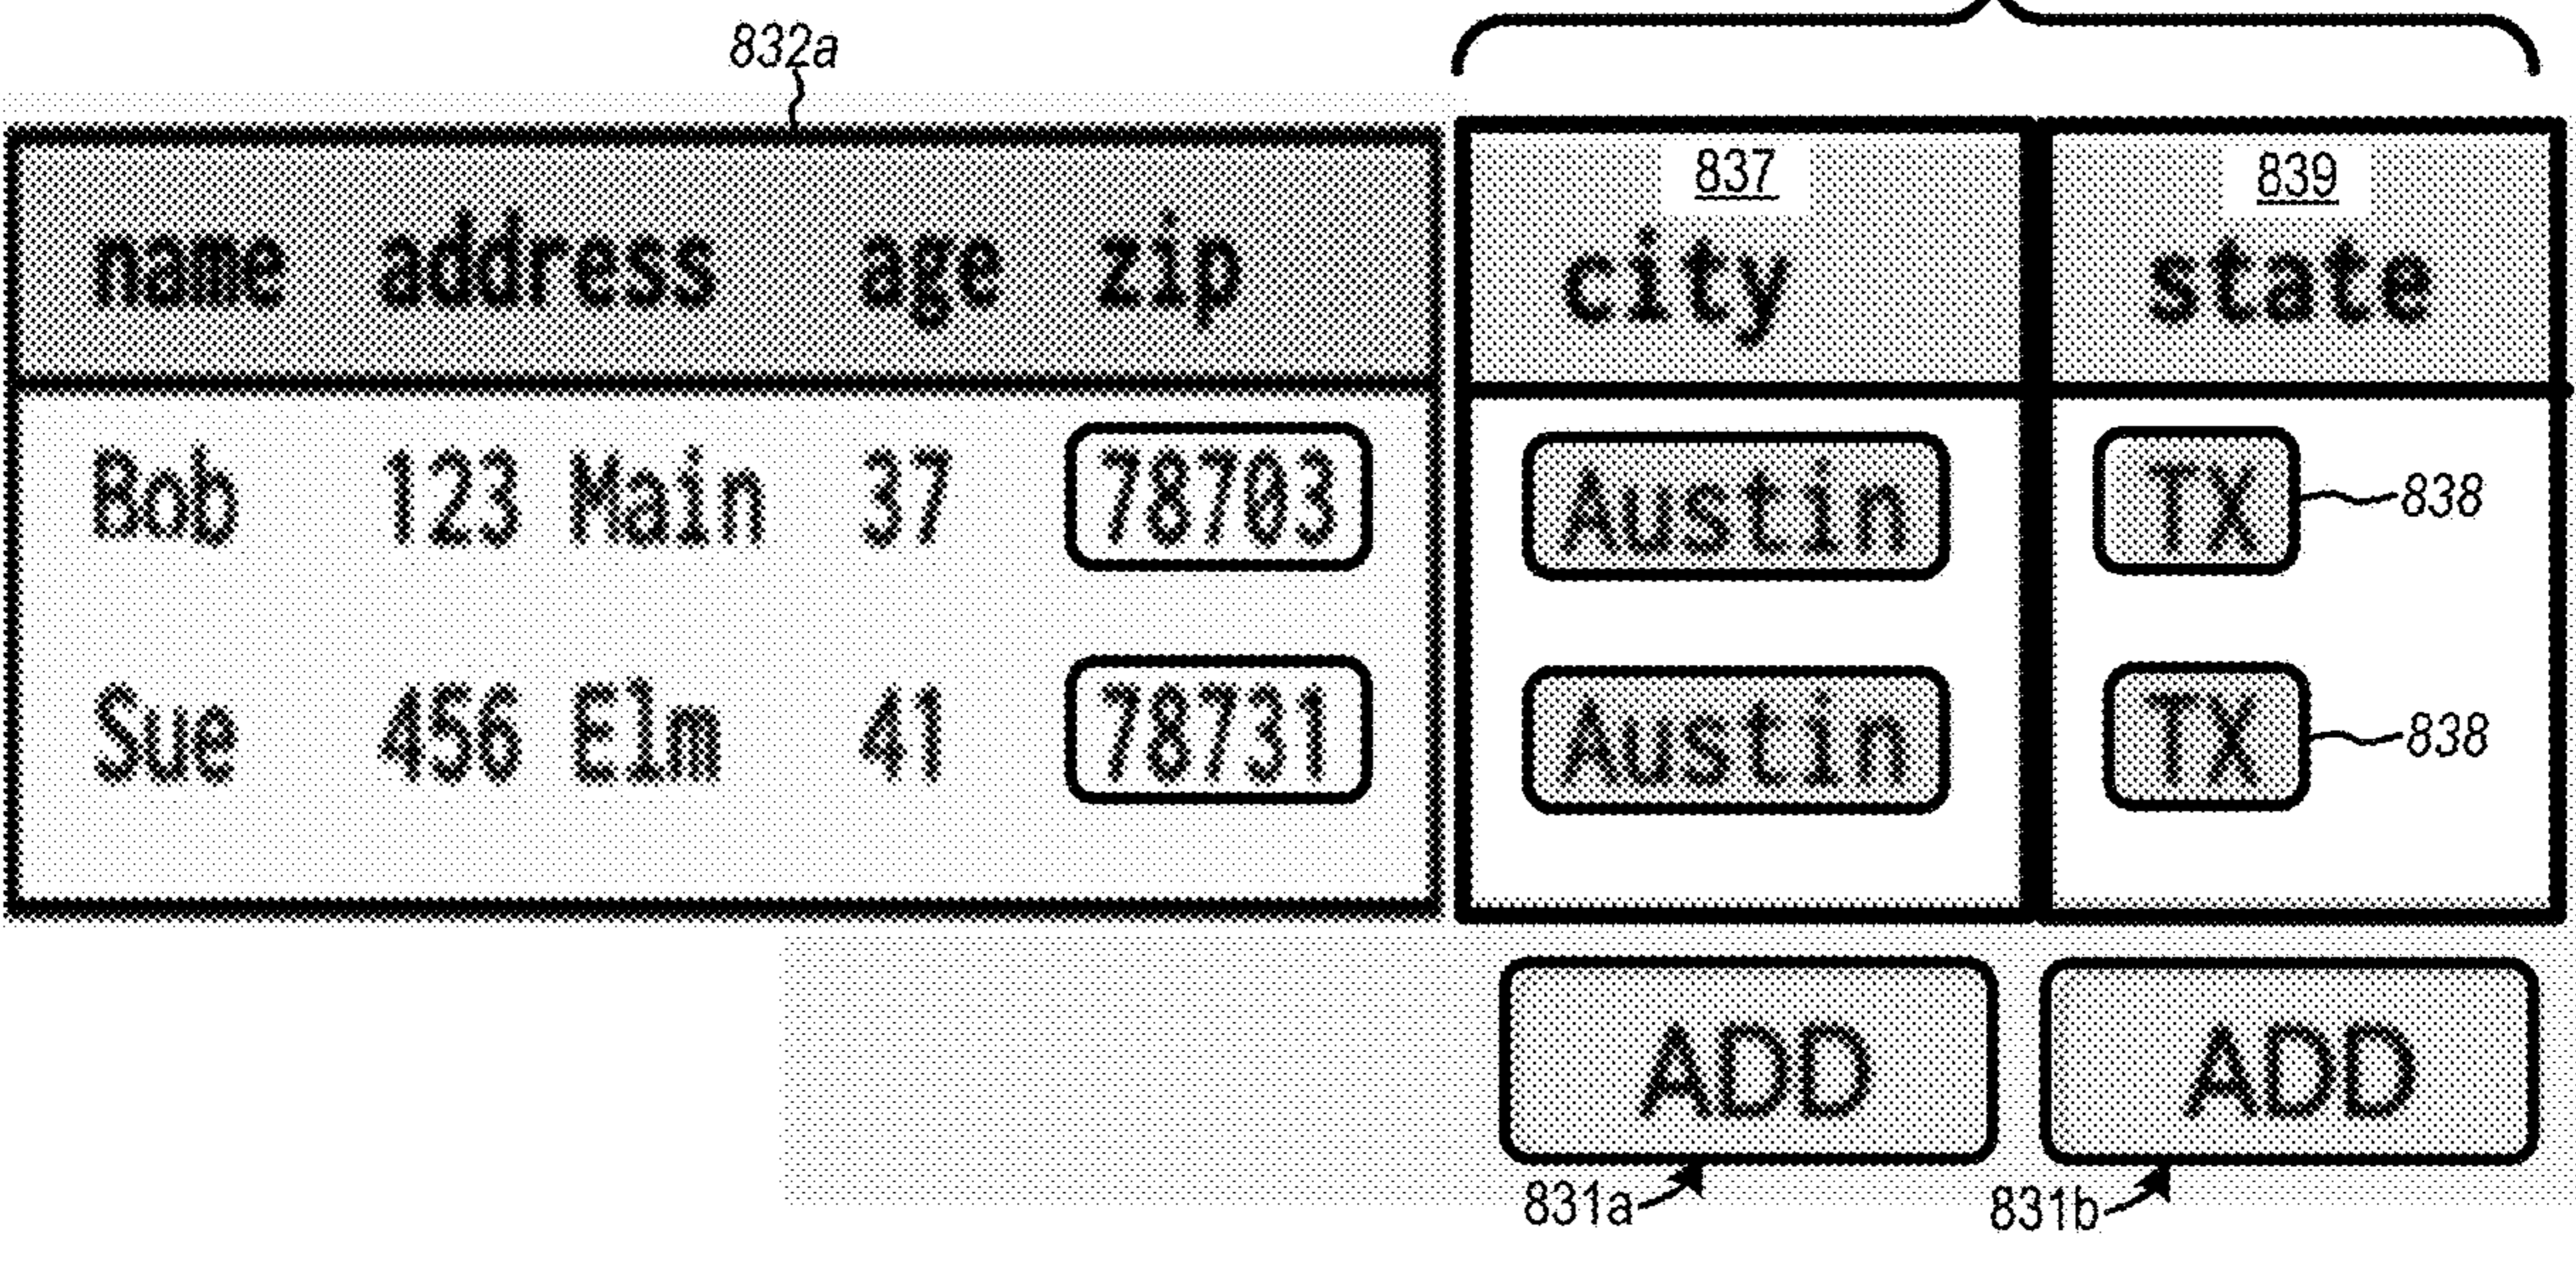 832a
837 839
name address age zip city state
Bob 123 Main 37 78703 Austin TX 838
Sue 456 Elm 41 78731 Austin TX 838
ADD ADD
831a 831b